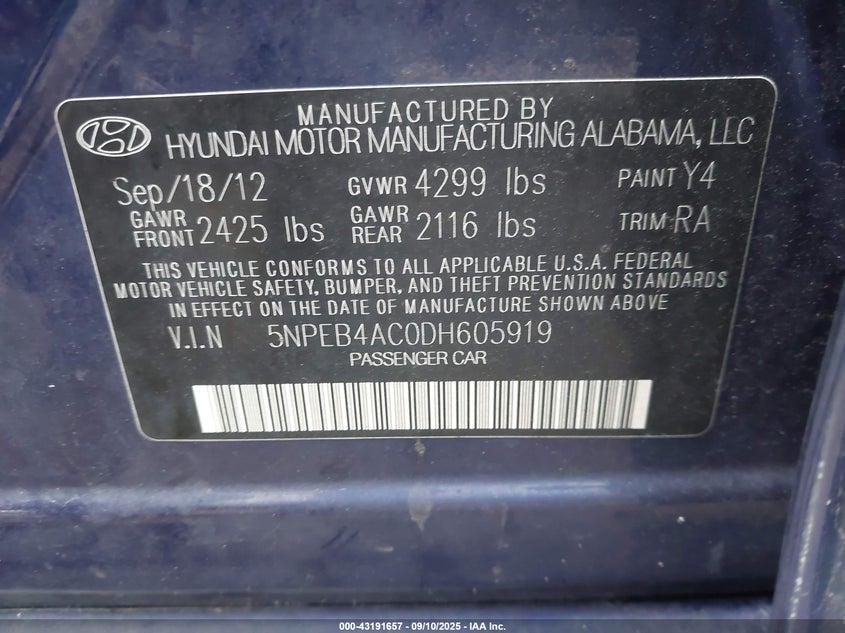 MANUFACTURED BY
HYUNDAI MOTOR MANUFACTURING ALABAMA, LLC
Sep/18/12 GVWR 4299 lbs PAINT Y4
GAWR FRONT 2425 lbs GAWR REAR 2116 lbs TRIM: RA
THIS VEHICLE CONFORMS TO ALL APPLICABLE U.S.A. FEDERAL
MOTOR VEHICLE SAFETY, BUMPER, AND THEFT PREVENTION STANDARDS
IN EFFECT ON THE DATE OF MANUFACTURE SHOWN ABOVE
V.I.N 5NPEB4AC0DH605919
PASSENGER CAR
000-43191657 - 09/10/2025 - IAA Inc.